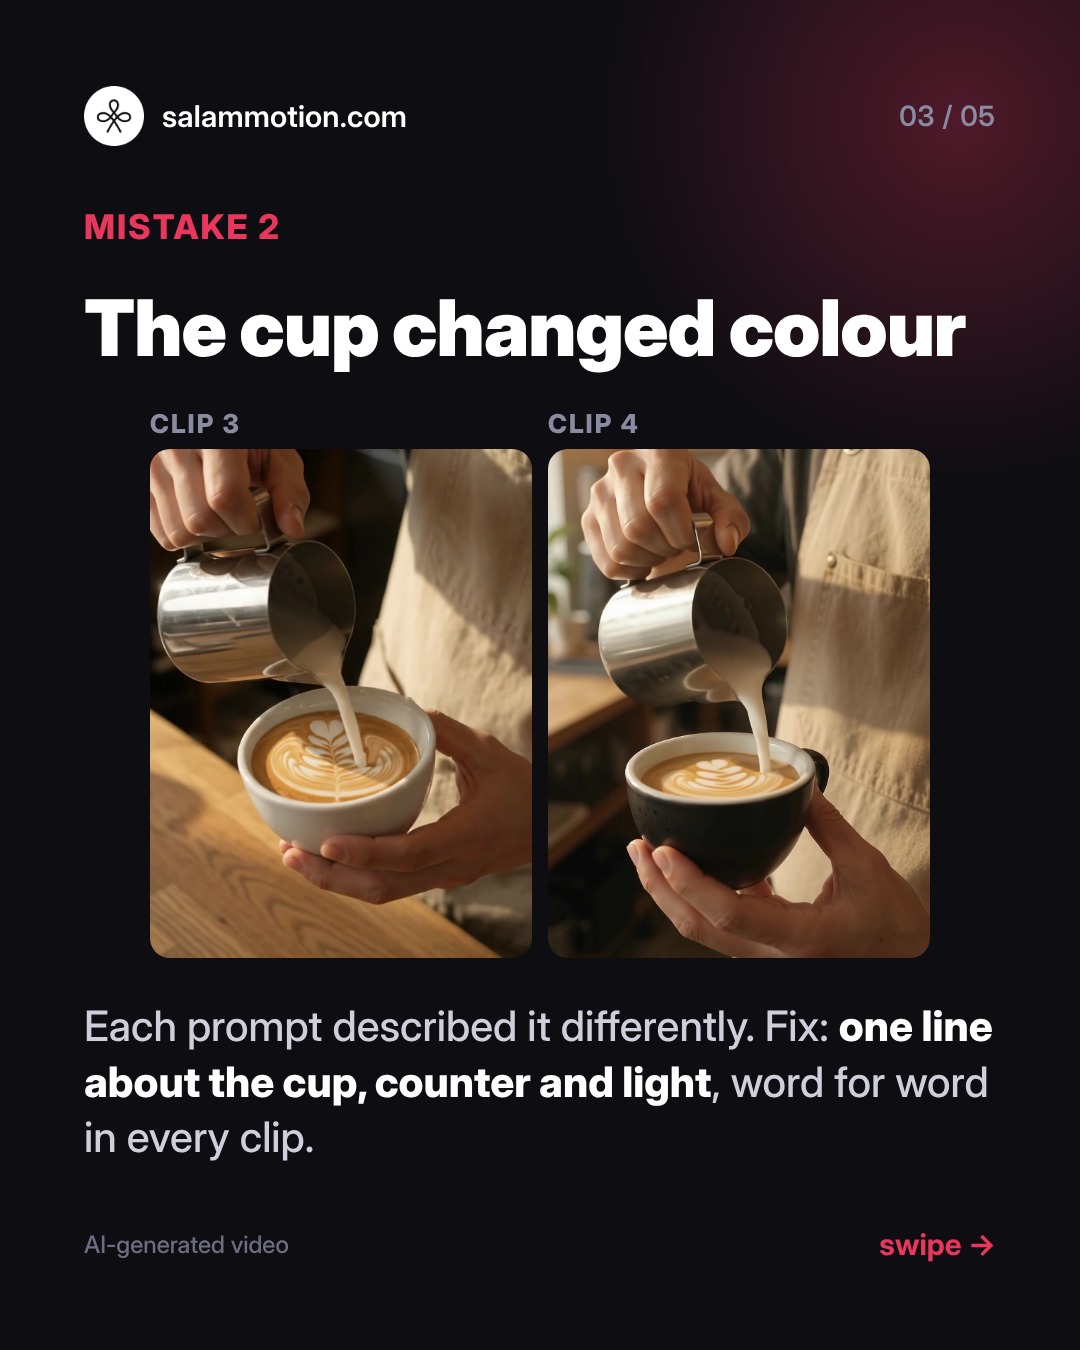 salammotion.com
03 / 05
MISTAKE 2
The cup changed colour
CLIP 3
CLIP 4
Each prompt described it differently. Fix: one line
about the cup, counter and light, word for word
in every clip.
AI-generated video
swipe →